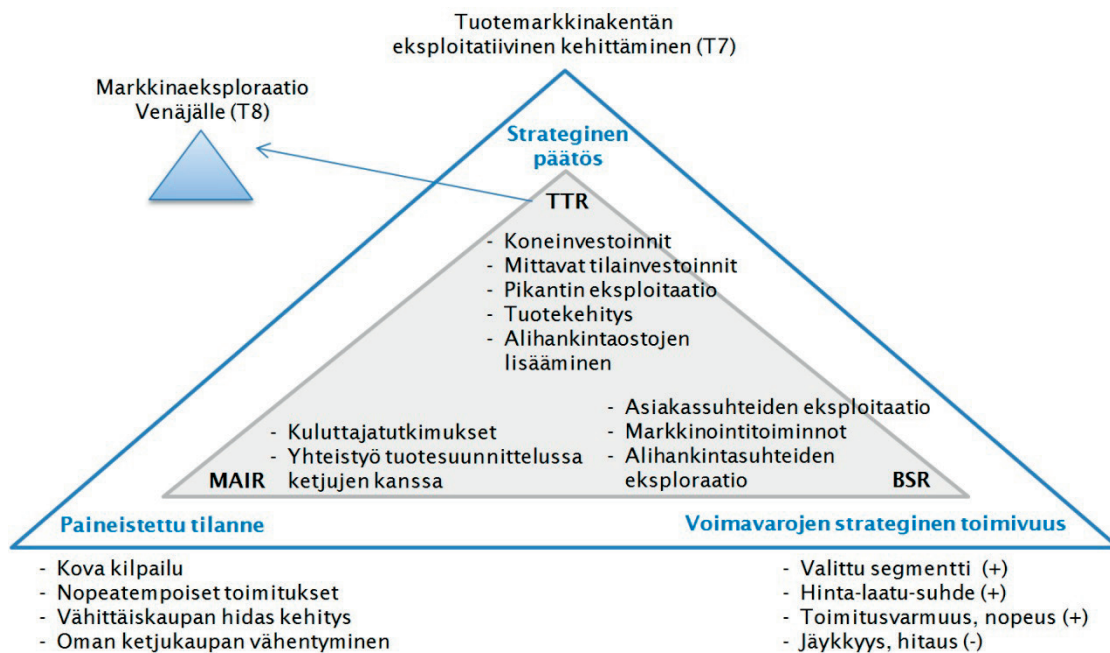 Tuotemarkkinakentän
eksploitatiivinen kehittäminen (T7)
Markkinaeksploraatio
Venäjälle (T8)
Strateginen
päätös
TTR
- Koneinvestoinnit
- Mittavat tilainvestoinnit
- Pikantin eksploitaatio
- Tuotekehitys
- Alihankintaostojen
lisääminen
- Kuluttajatutkimukset
- Yhteistyö tuotesuunnittelussa
ketjujen kanssa
MAIR
- Asiakassuhteiden eksploitaatio
- Markkinointitoiminnot
- Alihankintasuhteiden
eksploraatio
BSR
Paineistettu tilanne
Voimavarojen strateginen toimivuus
- Kova kilpailu
- Nopeatempoiset toimitukset
- Vähittäiskaupan hidas kehitys
- Oman ketjukaupan vähentyminen
- Valittu segmentti (+)
- Hinta-laatu-suhde (+)
- Toimitusvarmuus, nopeus (+)
- Jäykkyys, hitaus (-)